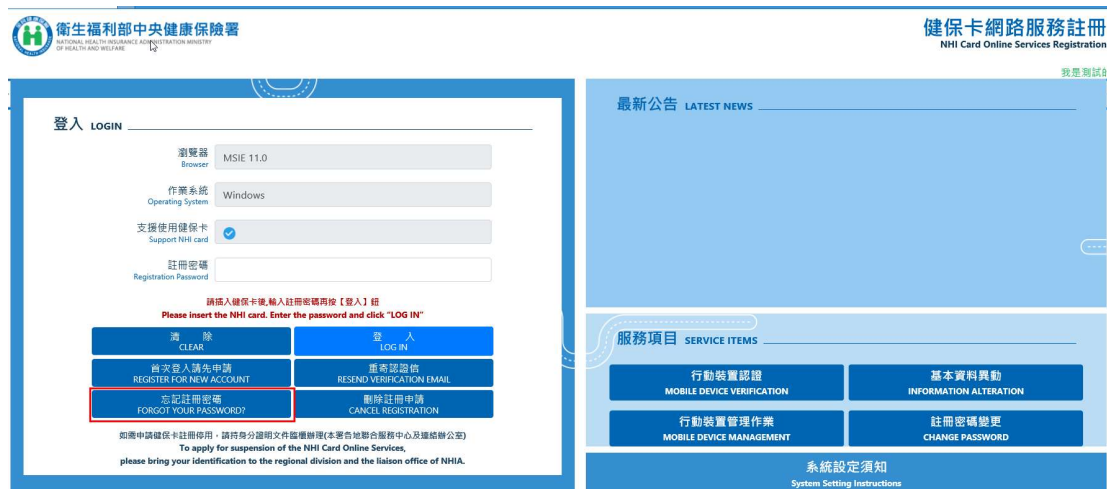 衛生福利部中央健康保險署
NATIONAL HEALTH INSURANCE ADMINISTRATION MINISTRY
OF HEALTH AND WELFARE
健保卡網路服務註冊
NHI Card Online Services Registration
我是測試的
登入 LOGIN
瀏覽器
Browser
MSIE 11.0
作業系統
Operating System
Windows
支援使用健保卡
Support NHI card
註冊密碼
Registration Password
請插入健保卡後,輸入註冊密碼再按【登入】鈕
Please insert the NHI card. Enter the password and click "LOG IN"
清 除
CLEAR
登 入
LOG IN
首次登入請先申請
REGISTER FOR NEW ACCOUNT
重寄認證信
RESEND VERIFICATION EMAIL
忘記註冊密碼
FORGOT YOUR PASSWORD?
刪除註冊申請
CANCEL REGISTRATION
如需申請健保卡註冊停用，請持身分證明文件臨櫃辦理(本署各地聯合服務中心及連絡辦公室)
To apply for suspension of the NHI Card Online Services,
please bring your identification to the regional division and the liaison office of NHIA.
最新公告 LATEST NEWS
服務項目 SERVICE ITEMS
行動裝置認證
MOBILE DEVICE VERIFICATION
基本資料異動
INFORMATION ALTERATION
行動裝置管理作業
MOBILE DEVICE MANAGEMENT
註冊密碼變更
CHANGE PASSWORD
系統設定須知
System Setting Instructions